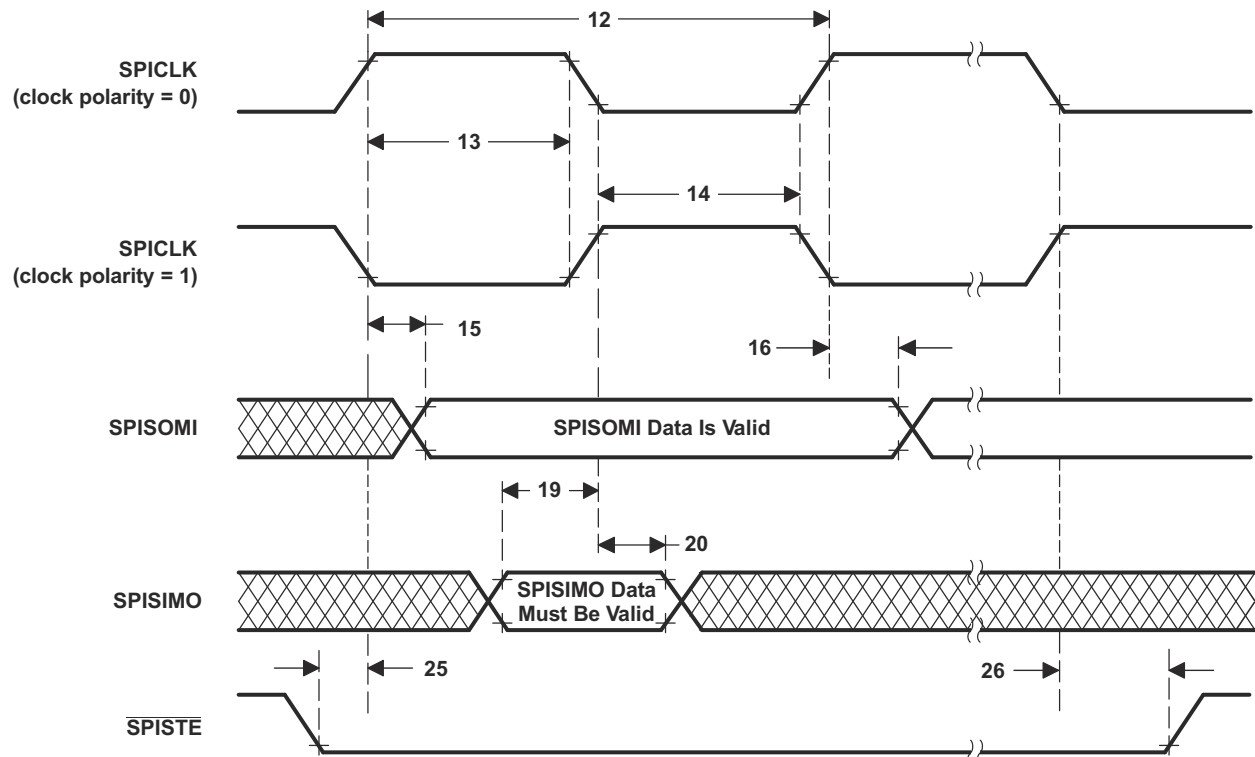 12
SPICLK
(clock polarity = 0)
13
14
SPICLK
(clock polarity = 1)
15
16
SPISOMI
SPISOMI Data Is Valid
19
20
SPISIMO
SPISIMO Data
Must Be Valid
25
26
SPISTE